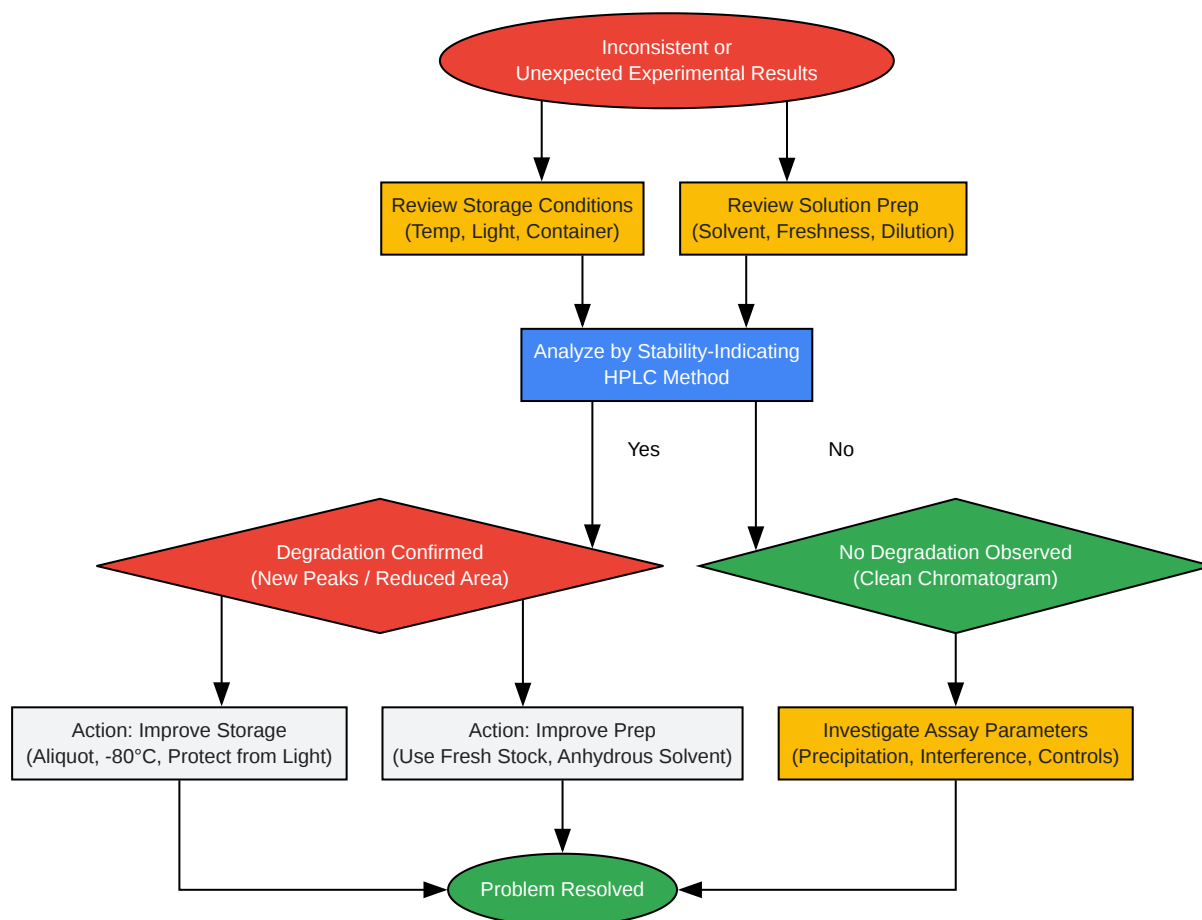 Inconsistent or
Unexpected Experimental Results
Review Storage Conditions
(Temp, Light, Container)
Review Solution Prep
(Solvent, Freshness, Dilution)
Analyze by Stability-Indicating
HPLC Method
Yes
No
Degradation Confirmed
(New Peaks / Reduced Area)
No Degradation Observed
(Clean Chromatogram)
Action: Improve Storage
(Aliquot, -80°C, Protect from Light)
Action: Improve Prep
(Use Fresh Stock, Anhydrous Solvent)
Investigate Assay Parameters
(Precipitation, Interference, Controls)
Problem Resolved